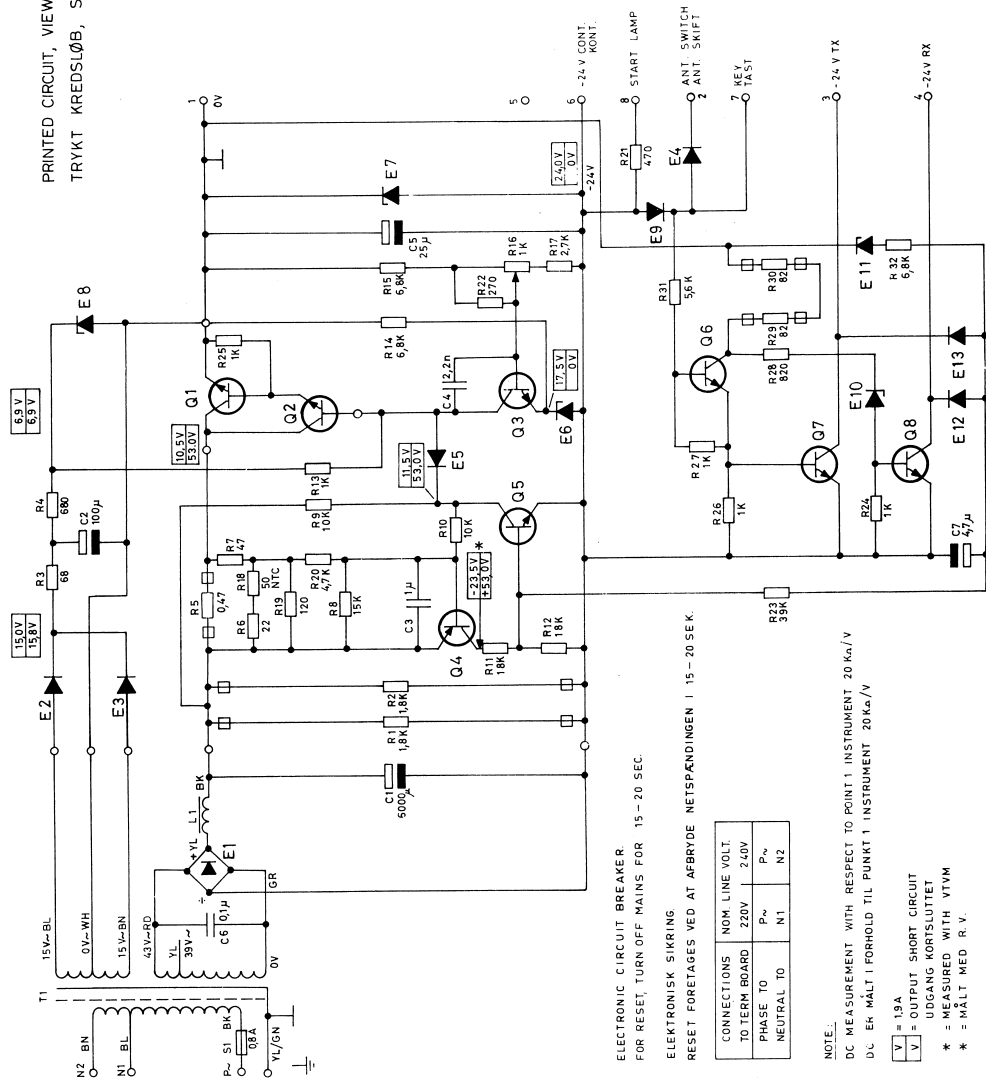 PRINTED CIRCUIT, VIEW
TRYKT KREDSLØB, S
T1
N2
BN
N1
BL
P~
S1
BK
0,8A
YL/GN
15V~BL
0V~WH
15V~BN
43V~RD
YL
39V~
C6 0,1µ
0V
+YL
÷
E1
GR
L1
BK
E2
E3
15,0V
15,8V
R3
68
R4
680
C2
100µ
6,9V
6,9V
E8
C1
6000µ
R1
1,8K
R2
1,8K
R5
0,47
R6
22
R18
50
NTC
R7
47
R19
120
R20
4,7K
R8
15K
C3
1µ
Q4
R11
18K
R12
18K
-23,5V
+53,0V
*
R9
10K
R10
10K
R13
1K
10,5V
53.0V
Q1
Q2
R25
1K
11,5V
53,0V
E5
Q5
C4
2,2n
Q3
17,5V
0V
E6
R14
6,8K
R15
6,8K
R22
270
R16
1K
R17
2,7K
C5
25µ
E7
24,0V
0V
-24V
1
0V
5
6
-24V CONT.
KONT.
8
START LAMP
R21
470
E9
E4
ANT. SWITCH
ANT. SKIFT
2
7
KEY
TAST
R31
5,6K
Q6
R27
1K
R26
1K
R28
820
R29
82
R30
82
E11
R32
6,8K
E10
Q7
R24
1K
Q8
E12
E13
C7
4,7µ
R23
39K
3
-24V TX
4
-24V RX
ELECTRONIC CIRCUIT BREAKER.
FOR RESET, TURN OFF MAINS FOR 15-20 SEC.
ELEKTRONISK SIKRING.
RESET FORETAGES VED AT AFBRYDE NETSPÆNDINGEN I 15-20 SEK.
CONNECTIONS NOM. LINE VOLT.
TO TERM BOARD 220V 240V
PHASE TO P~ P~
NEUTRAL TO N1 N2
NOTE:
DC MEASUREMENT WITH RESPECT TO POINT 1 INSTRUMENT 20 KΩ/V
DC ER MÅLT I FORHOLD TIL PUNKT 1 INSTRUMENT 20 KΩ/V
V = 1,9A
V = OUTPUT SHORT CIRCUIT
UDGANG KORTSLUTTET
* = MEASURED WITH VTVM
* = MÅLT MED R.V.